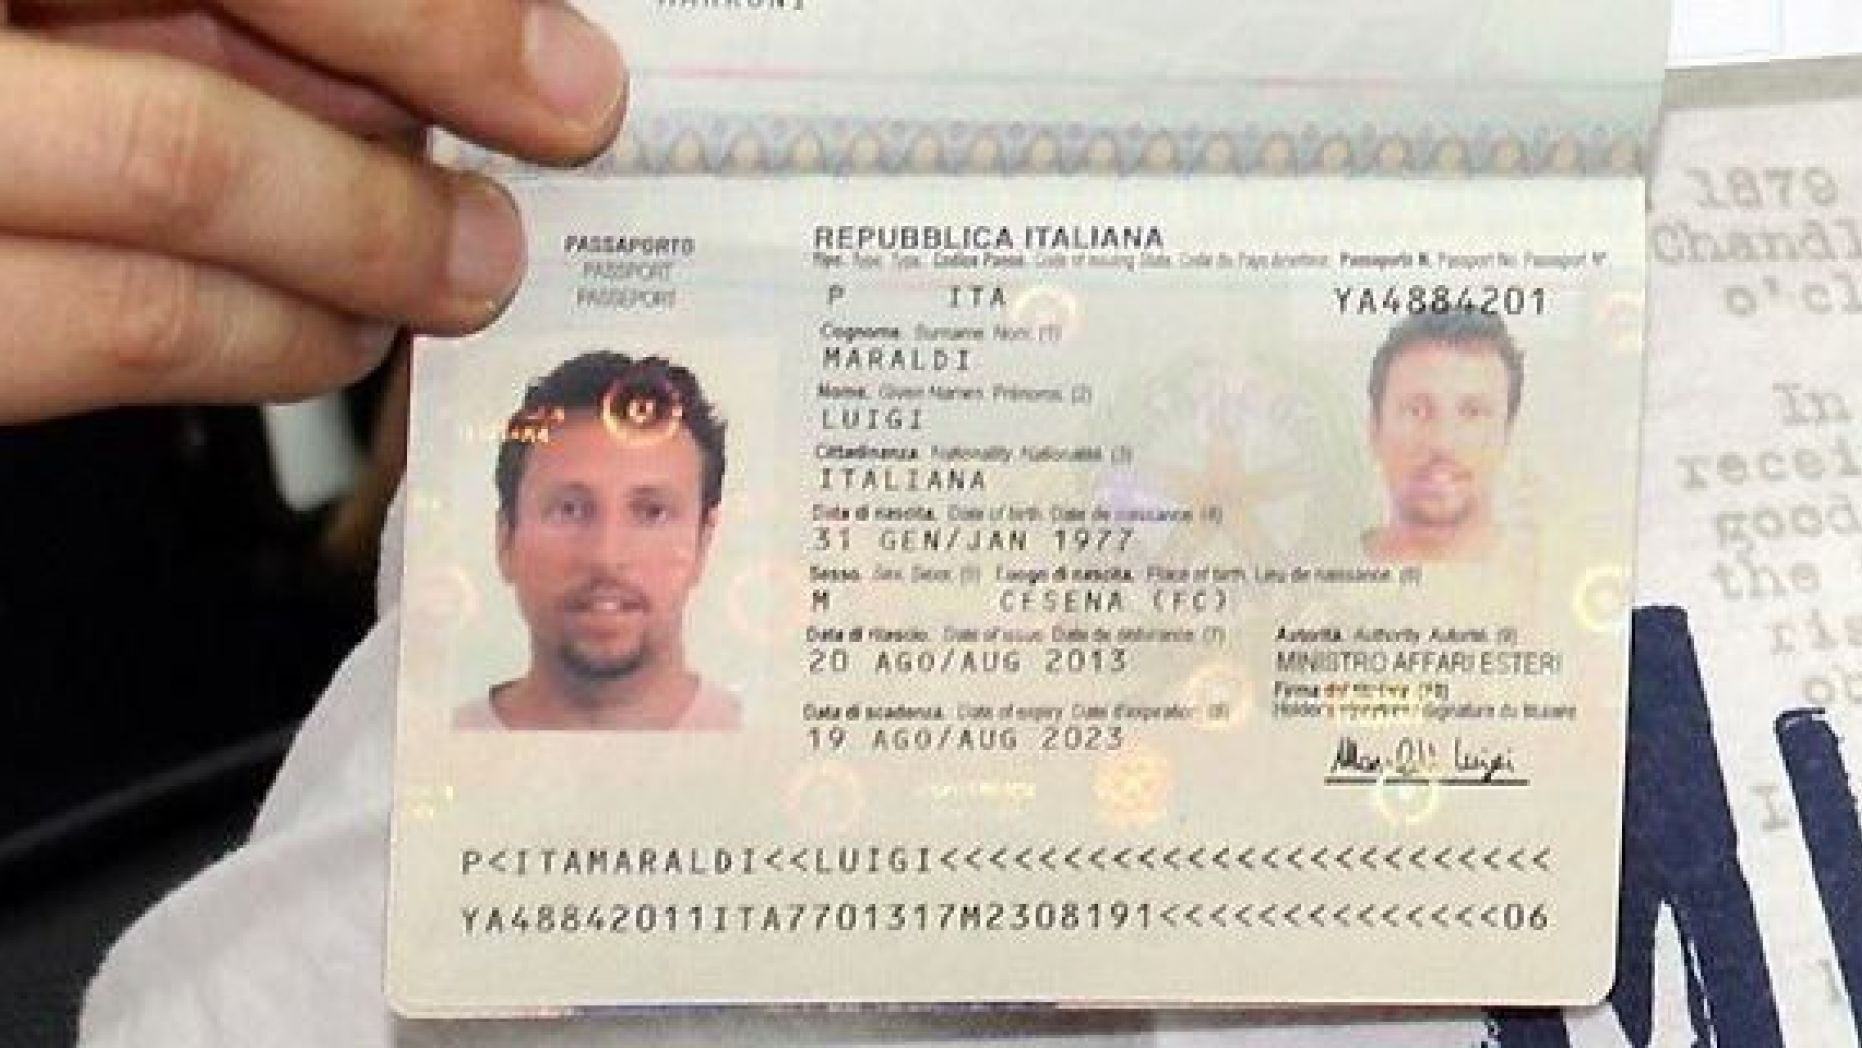 MARRONI
PASSAPORTO
PASSPORT
PASSEPORT
REPUBBLICA ITALIANA
Tipo. Type. Type. Codice Paese. Code of issuing State. Code du Pays émetteur. Passaporto N. Passport No. Passeport N°
P ITA YA4884201
Cognome. Surname. Nom. (1)
MARALDI
Nome. Given Names. Prénoms. (2)
LUIGI
Cittadinanza. Nationality. Nationalité. (3)
ITALIANA
Data di nascita. Date of birth. Date de naissance. (4)
31 GEN/JAN 1977
Sesso. Sex. Sexe. (5) Luogo di nascita. Place of birth. Lieu de naissance. (6)
M CESENA (FC)
Data di rilascio. Date of issue. Date de délivrance. (7) Autorità. Authority. Autorité. (9)
20 AGO/AUG 2013 MINISTRO AFFARI ESTERI
Data di scadenza. Date of expiry. Date d'expiration. (8) Holder's signature. Signature du titulaire
19 AGO/AUG 2023
Maraldi Luigi
P<ITAMARALDI<<LUIGI<<<<<<<<<<<<<<<<<<<<<<<<<
YA48842011ITA7701317M2308191<<<<<<<<<<<<<<06
1879
Chandl
o'cl
In
recei
good
the
ris
ob
I